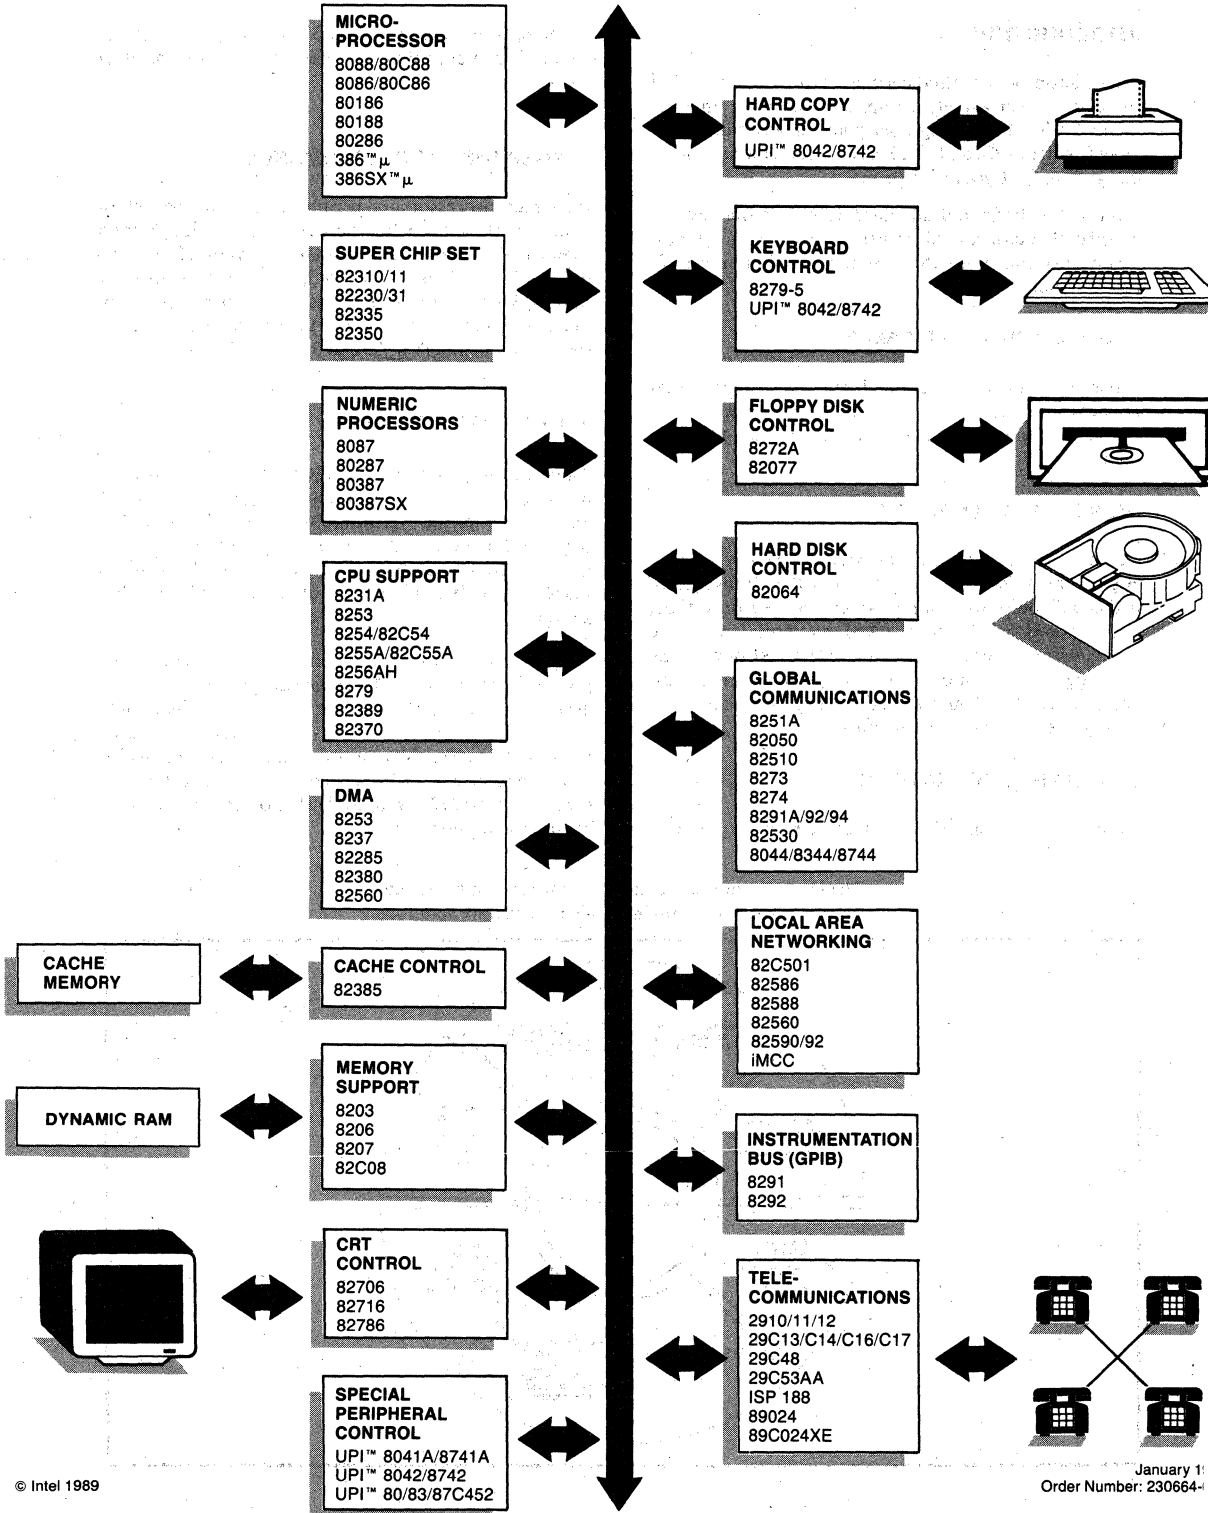 MICRO-
PROCESSOR
8088/80C88
8086/80C86
80186
80188
80286
386™ µ
386SX™ µ
SUPER CHIP SET
82310/11
82230/31
82335
82350
NUMERIC
PROCESSORS
8087
80287
80387
80387SX
CPU SUPPORT
8231A
8253
8254/82C54
8255A/82C55A
8256AH
8279
82389
82370
DMA
8253
8237
82285
82380
82560
CACHE
MEMORY
CACHE CONTROL
82385
DYNAMIC RAM
MEMORY
SUPPORT
8203
8206
8207
82C08
CRT
CONTROL
82706
82716
82786
SPECIAL
PERIPHERAL
CONTROL
UPI™ 8041A/8741A
UPI™ 8042/8742
UPI™ 80/83/87C452
HARD COPY
CONTROL
UPI™ 8042/8742
KEYBOARD
CONTROL
8279-5
UPI™ 8042/8742
FLOPPY DISK
CONTROL
8272A
82077
HARD DISK
CONTROL
82064
GLOBAL
COMMUNICATIONS
8251A
82050
82510
8273
8274
8291A/92/94
82530
8044/8344/8744
LOCAL AREA
NETWORKING
82C501
82586
82588
82560
82590/92
iMCC
INSTRUMENTATION
BUS (GPIB)
8291
8292
TELE-
COMMUNICATIONS
2910/11/12
29C13/C14/C16/C17
29C48
29C53AA
ISP 188
89024
89C024XE
© Intel 1989
January
Order Number: 230664-